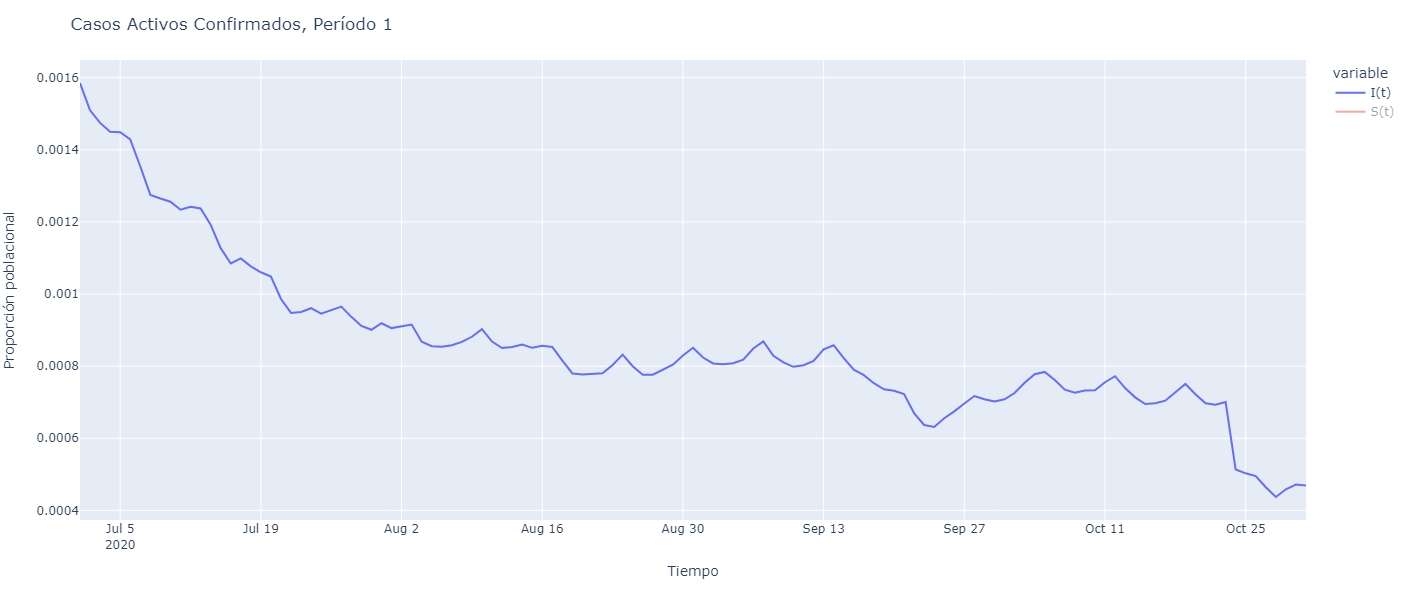 Casos Activos Confirmados, Período 1
variable
I(t)
S(t)
Proporción poblacional
0.0016
0.0014
0.0012
0.001
0.0008
0.0006
0.0004
Jul 5
2020
Jul 19
Aug 2
Aug 16
Aug 30
Sep 13
Sep 27
Oct 11
Oct 25
Tiempo